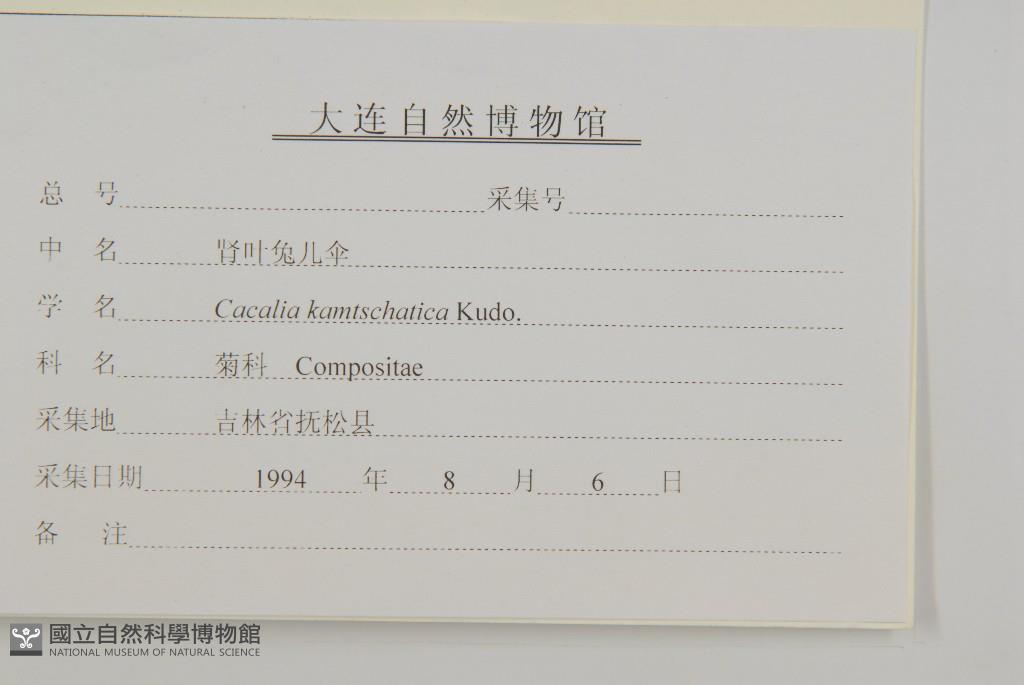 大连自然博物馆
总 号 采集号
中 名 肾叶兔儿伞
学 名 Cacalia kamtschatica Kudo.
科 名 菊科 Compositae
采集地 吉林省抚松县
采集日期 1994 年 8 月 6 日
备 注
國立自然科學博物館
NATIONAL MUSEUM OF NATURAL SCIENCE